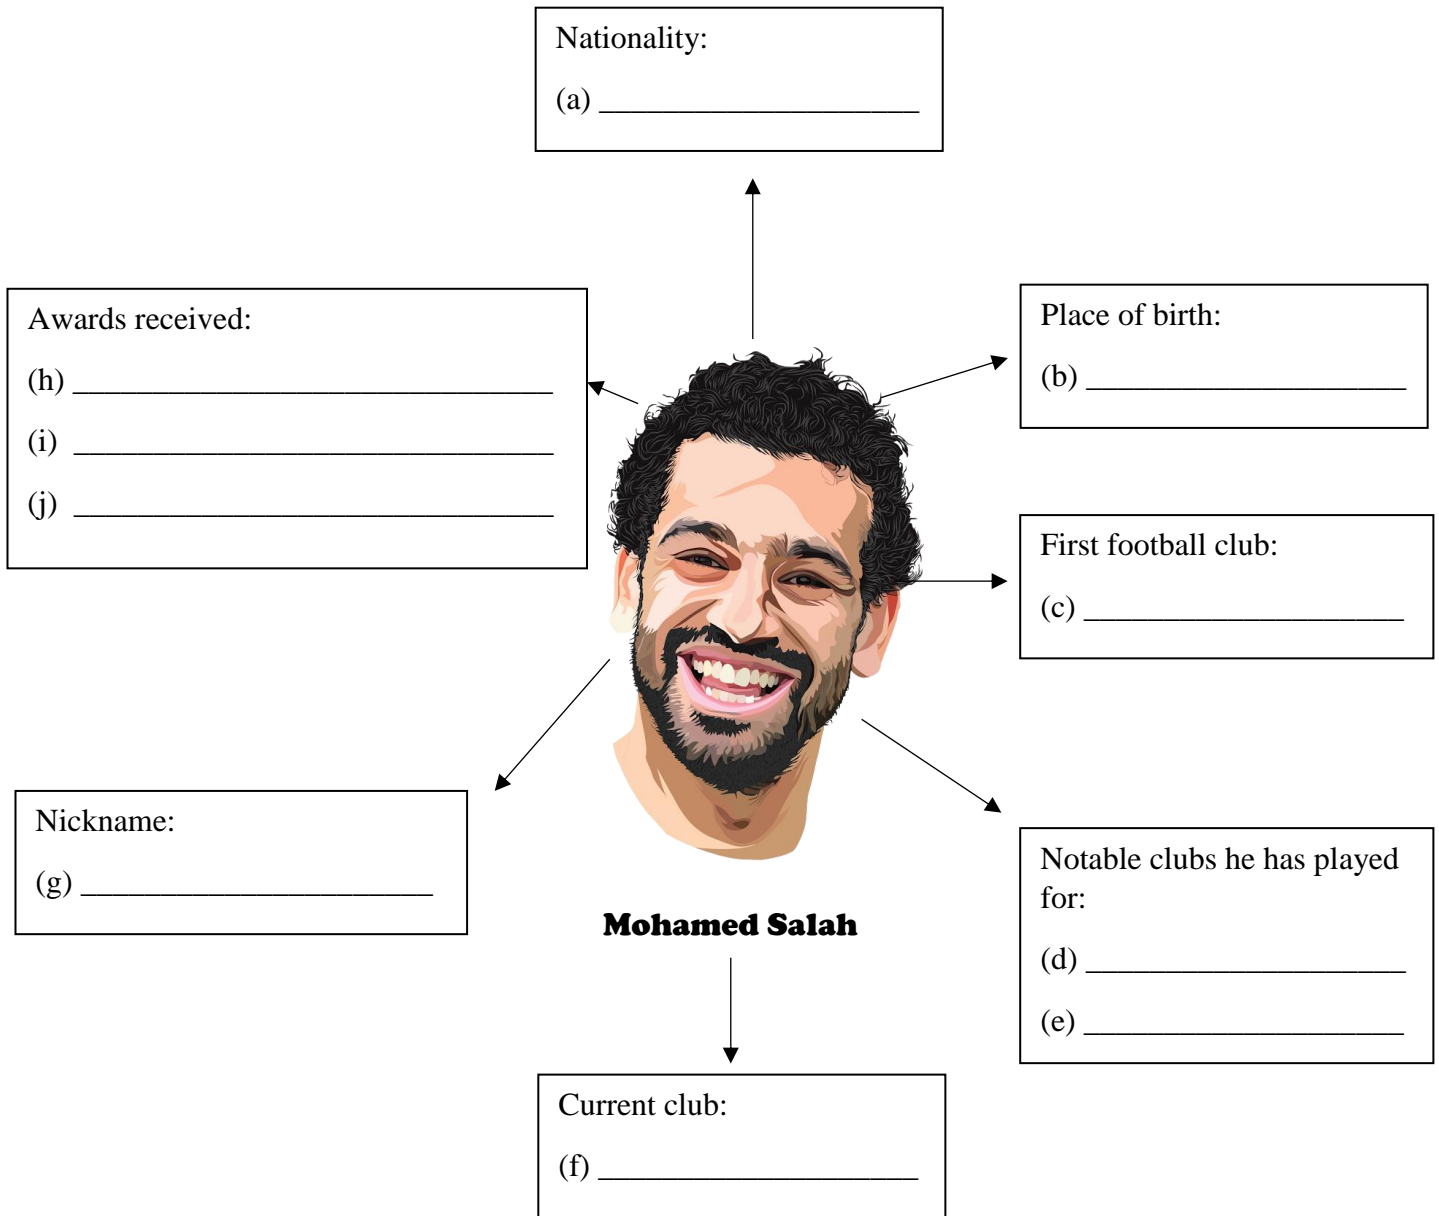 Nationality:
(a) ____________________
Awards received:
(h) ______________________________
(i) ______________________________
(j) ______________________________
Place of birth:
(b) ____________________
First football club:
(c) ____________________
Nickname:
(g) ______________________
Notable clubs he has played
for:
(d) ____________________
(e) ____________________
Mohamed Salah
Current club:
(f) ____________________